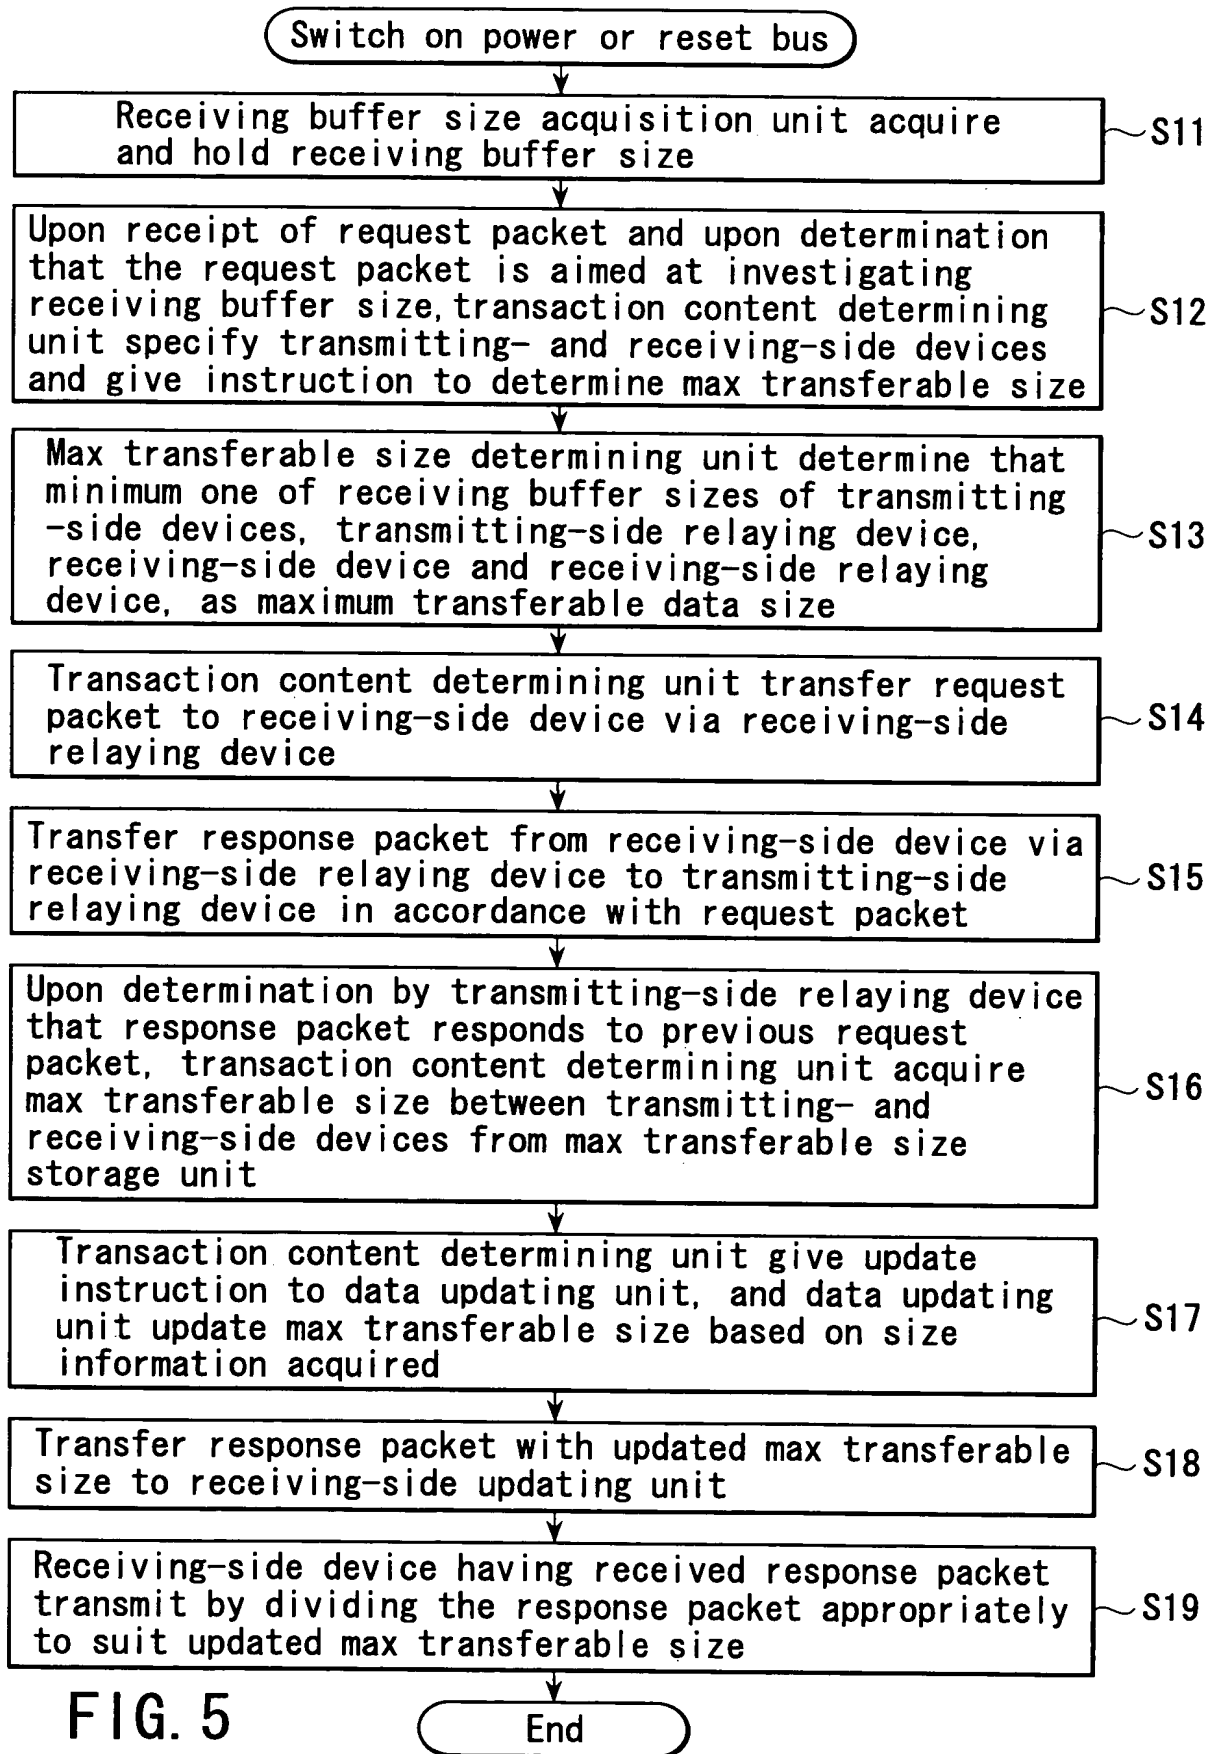 Switch on power or reset bus
Receiving buffer size acquisition unit acquire
and hold receiving buffer size
S11
Upon receipt of request packet and upon determination
that the request packet is aimed at investigating
receiving buffer size, transaction content determining
unit specify transmitting- and receiving-side devices
and give instruction to determine max transferable size
S12
Max transferable size determining unit determine that
minimum one of receiving buffer sizes of transmitting
-side devices, transmitting-side relaying device,
receiving-side device and receiving-side relaying
device, as maximum transferable data size
S13
Transaction content determining unit transfer request
packet to receiving-side device via receiving-side
relaying device
S14
Transfer response packet from receiving-side device via
receiving-side relaying device to transmitting-side
relaying device in accordance with request packet
S15
Upon determination by transmitting-side relaying device
that response packet responds to previous request
packet, transaction content determining unit acquire
max transferable size between transmitting- and
receiving-side devices from max transferable size
storage unit
S16
Transaction content determining unit give update
instruction to data updating unit, and data updating
unit update max transferable size based on size
information acquired
S17
Transfer response packet with updated max transferable
size to receiving-side updating unit
S18
Receiving-side device having received response packet
transmit by dividing the response packet appropriately
to suit updated max transferable size
S19
End
FIG. 5